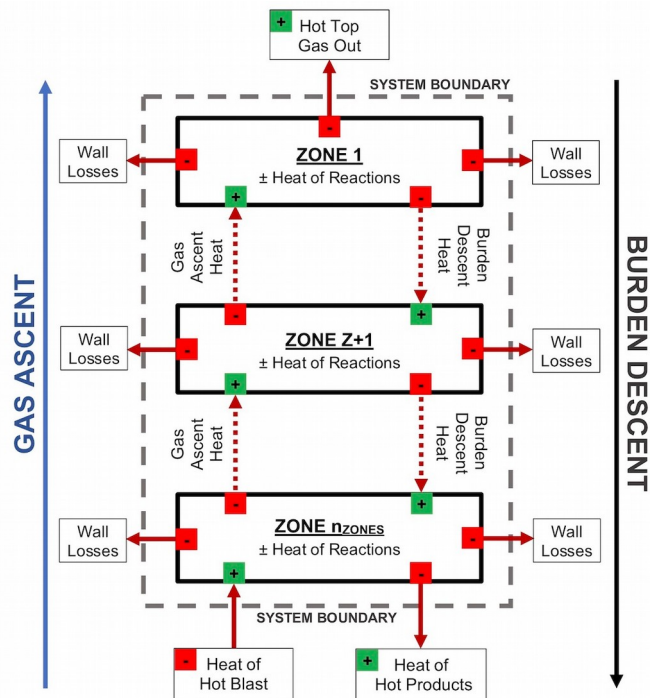 + Hot Top
Gas Out
SYSTEM BOUNDARY
-
Wall
Losses
-
ZONE 1
± Heat of Reactions
-
Wall
Losses
+
-
Gas
Ascent
Heat
Burden
Descent
Heat
-
+
Wall
Losses
-
ZONE Z+1
± Heat of Reactions
-
Wall
Losses
+
-
Gas
Ascent
Heat
Burden
Descent
Heat
-
+
Wall
Losses
-
ZONE nZONES
± Heat of Reactions
-
Wall
Losses
+
-
SYSTEM BOUNDARY
- Heat of
Hot Blast
+ Heat of
Hot Products
GAS ASCENT
BURDEN DESCENT